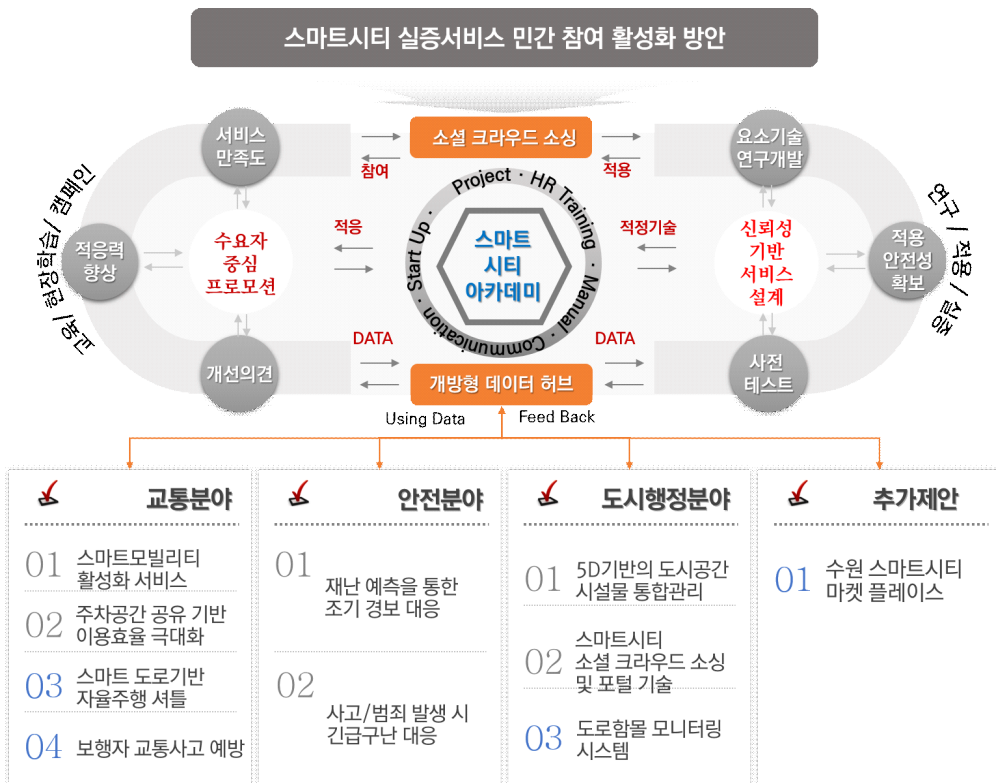 스마트시티 실증서비스 민간 참여 활성화 방안
서비스
만족도
소셜 크라우드 소싱
요소기술
연구개발
참여
적용
교육/ 현장학습/ 캠페인
연구 / 적용 / 실증
적응력
향상
수요자
중심
프로모션
적응
Project · HR Training · Manual · Communication · Start Up ·
스마트
시티
아카데미
적정기술
신뢰성
기반
서비스
설계
적용
안전성
확보
DATA
DATA
개선의견
개방형 데이터 허브
사전
테스트
Using Data
Feed Back
교통분야
01
스마트모빌리티
활성화 서비스
02
주차공간 공유 기반
이용효율 극대화
03
스마트 도로기반
자율주행 셔틀
04
보행자 교통사고 예방
안전분야
01
재난 예측을 통한
조기 경보 대응
02
사고/범죄 발생 시
긴급구난 대응
도시행정분야
01
5D기반의 도시공간
시설물 통합관리
02
스마트시티
소셜 크라우드 소싱
및 포털 기술
03
도로함몰 모니터링
시스템
추가제안
01
수원 스마트시티
마켓 플레이스